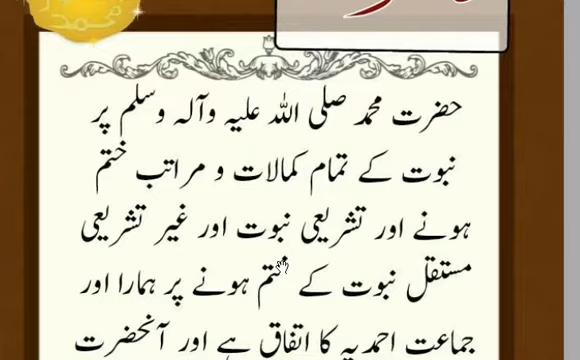 محمد
حضرت محمد صلی اللہ علیہ وآلہ وسلم پر
نبوت کے تمام کمالات و مراتب ختم
ہونے اور تشریعی نبوت اور غیر تشریعی
مستقل نبوت کے ختم ہونے پر ہمارا اور
جماعت احمدیہ کا اتفاق ہے اور آنحضرت